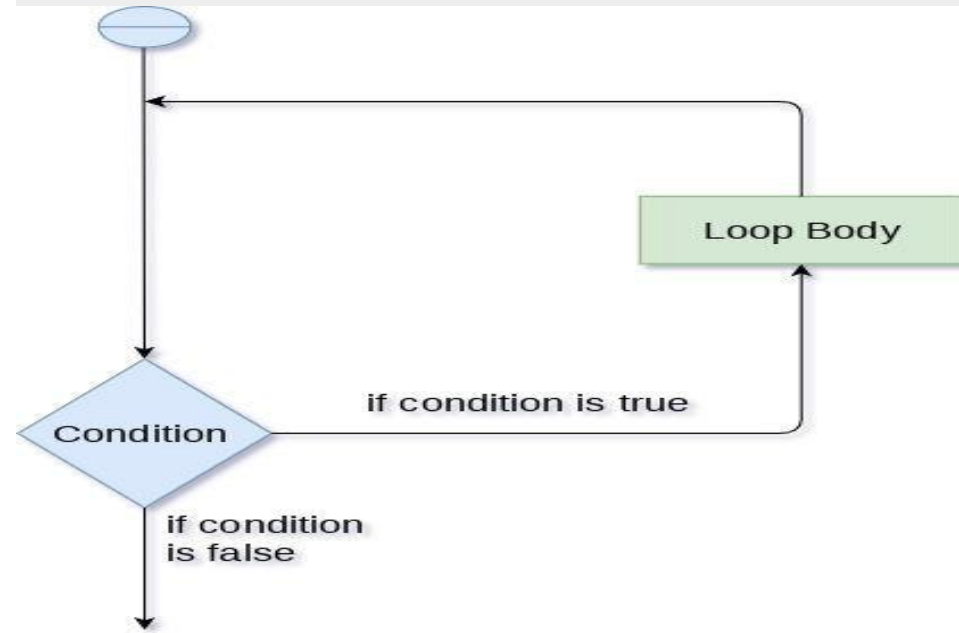 Loop Body
if condition is true
Condition
if condition
is false